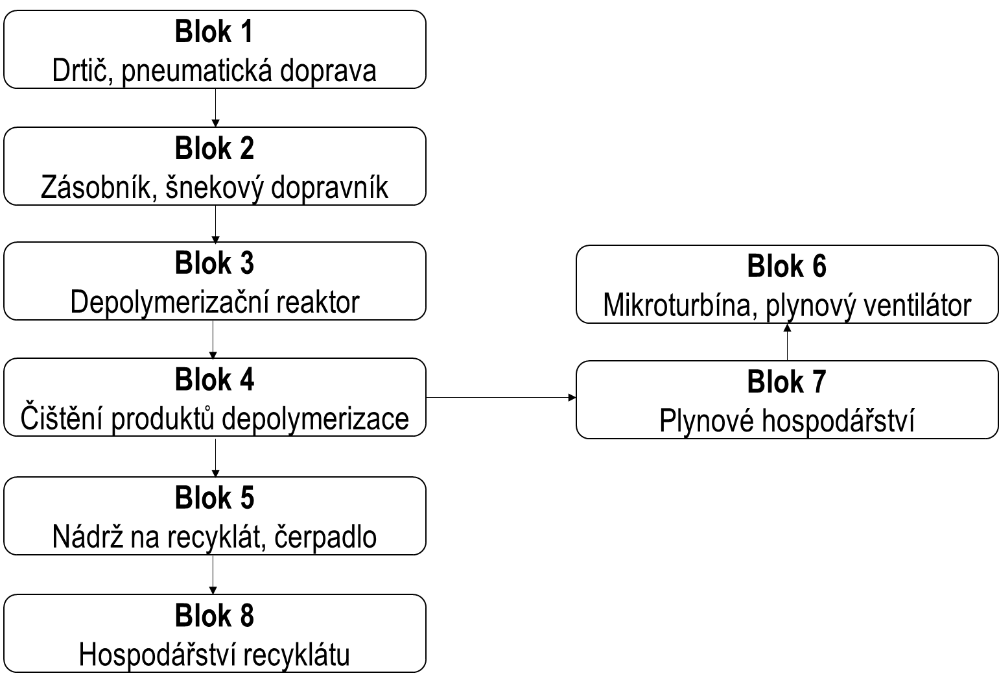 Blok 1
Drtič, pneumatická doprava
Blok 2
Zásobník, šnekový dopravník
Blok 3
Depolymerizační reaktor
Blok 4
Čištění produktů depolymerizace
Blok 5
Nádrž na recyklát, čerpadlo
Blok 8
Hospodářství recyklátu
Blok 6
Mikroturbína, plynový ventilátor
Blok 7
Plynové hospodářství